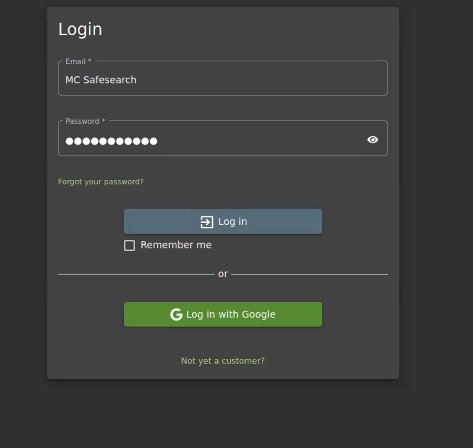 Login
Email *
MC Safesearch
Password *
●●●●●●●●●●●
Forgot your password?
Log in
Remember me
or
G Log in with Google
Not yet a customer?